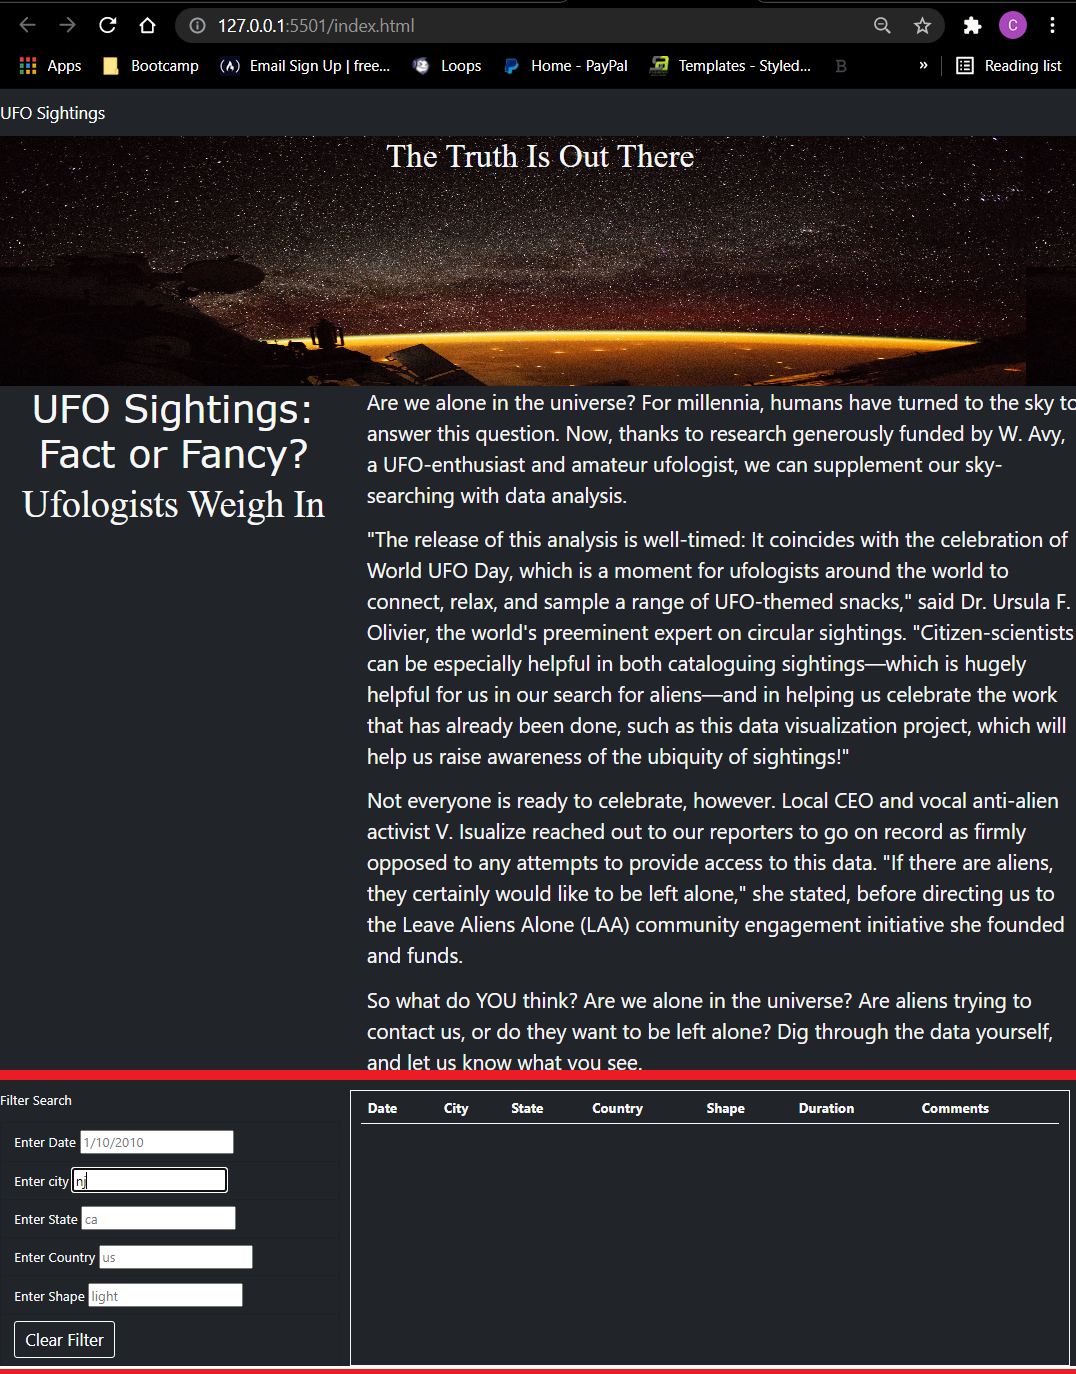 127.0.0.1:5501/index.html
C
Apps
Bootcamp
(A) Email Sign Up | free...
Loops
Home - PayPal
Templates - Styled...
B
»
Reading list
UFO Sightings
The Truth Is Out There
UFO Sightings:
Fact or Fancy?
Ufologists Weigh In
Are we alone in the universe? For millennia, humans have turned to the sky to
answer this question. Now, thanks to research generously funded by W. Avy,
a UFO-enthusiast and amateur ufologist, we can supplement our sky-
searching with data analysis.
"The release of this analysis is well-timed: It coincides with the celebration of
World UFO Day, which is a moment for ufologists around the world to
connect, relax, and sample a range of UFO-themed snacks," said Dr. Ursula F.
Olivier, the world's preeminent expert on circular sightings. "Citizen-scientists
can be especially helpful in both cataloguing sightings—which is hugely
helpful for us in our search for aliens—and in helping us celebrate the work
that has already been done, such as this data visualization project, which will
help us raise awareness of the ubiquity of sightings!"
Not everyone is ready to celebrate, however. Local CEO and vocal anti-alien
activist V. Isualize reached out to our reporters to go on record as firmly
opposed to any attempts to provide access to this data. "If there are aliens,
they certainly would like to be left alone," she stated, before directing us to
the Leave Aliens Alone (LAA) community engagement initiative she founded
and funds.
So what do YOU think? Are we alone in the universe? Are aliens trying to
contact us, or do they want to be left alone? Dig through the data yourself,
and let us know what you see.
Filter Search
Enter Date 1/10/2010
Enter city nj
Enter State ca
Enter Country us
Enter Shape light
Clear Filter
Date City State Country Shape Duration Comments